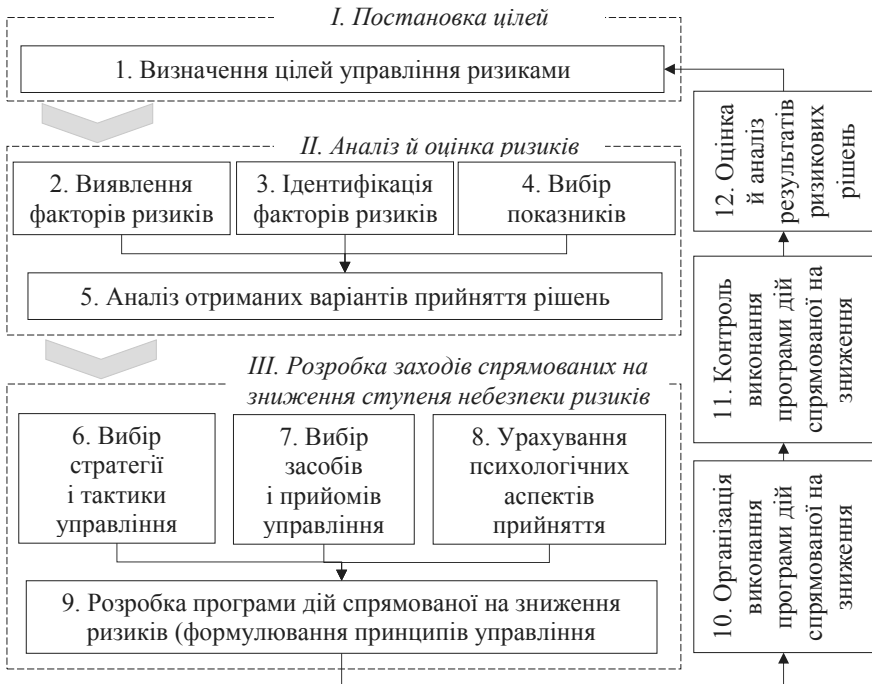 І. Постановка цілей
1. Визначення цілей управління ризиками
ІІ. Аналіз й оцінка ризиків
2. Виявлення
факторів ризиків
3. Ідентифікація
факторів ризиків
4. Вибір
показників
5. Аналіз отриманих варіантів прийняття рішень
ІІІ. Розробка заходів спрямованих на
зниження ступеня небезпеки ризиків
6. Вибір
стратегії
і тактики
управління
7. Вибір
засобів
і прийомів
управління
8. Урахування
психологічних
аспектів
прийняття
9. Розробка програми дій спрямованої на зниження
ризиків (формулювання принципів управління
10. Організація
виконання
програми дій
спрямованої на
зниження
11. Контроль
виконання
програми дій
спрямованої на
зниження
12. Оцінка
й аналіз
результатів
ризикових
рішень